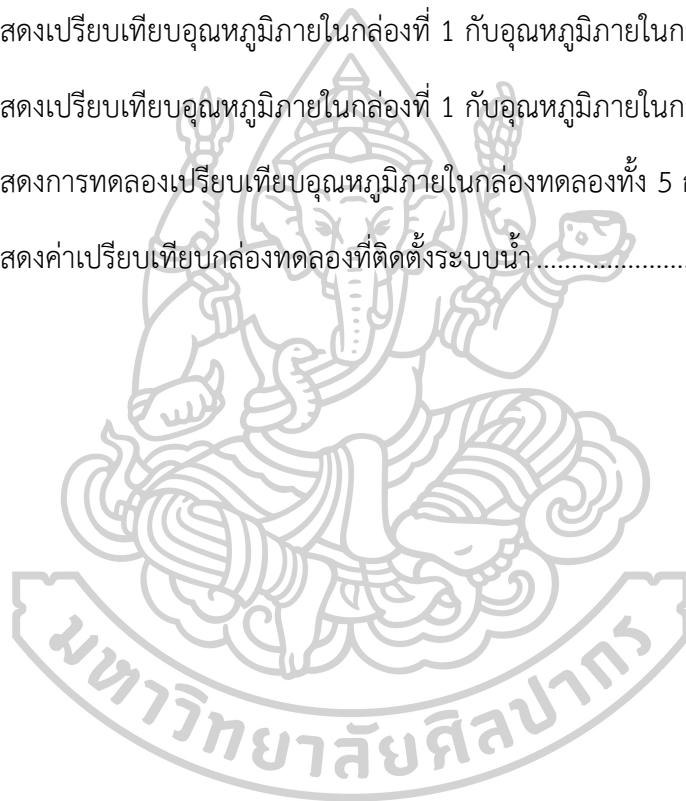 สดงเปรียบเทียบอุณหภูมิภายในกล่องที่ 1 กับอุณหภูมิภายในก
สดงเปรียบเทียบอุณหภูมิภายในกล่องที่ 1 กับอุณหภูมิภายในก
สดงการทดลองเปรียบเทียบอุณหภูมิภายในกล่องทดลองทั้ง 5 ก
สดงค่าเปรียบเทียบกล่องทดลองที่ติดตั้งระบบน้ำ......................
มหาวิทยาลัยศิลปากร